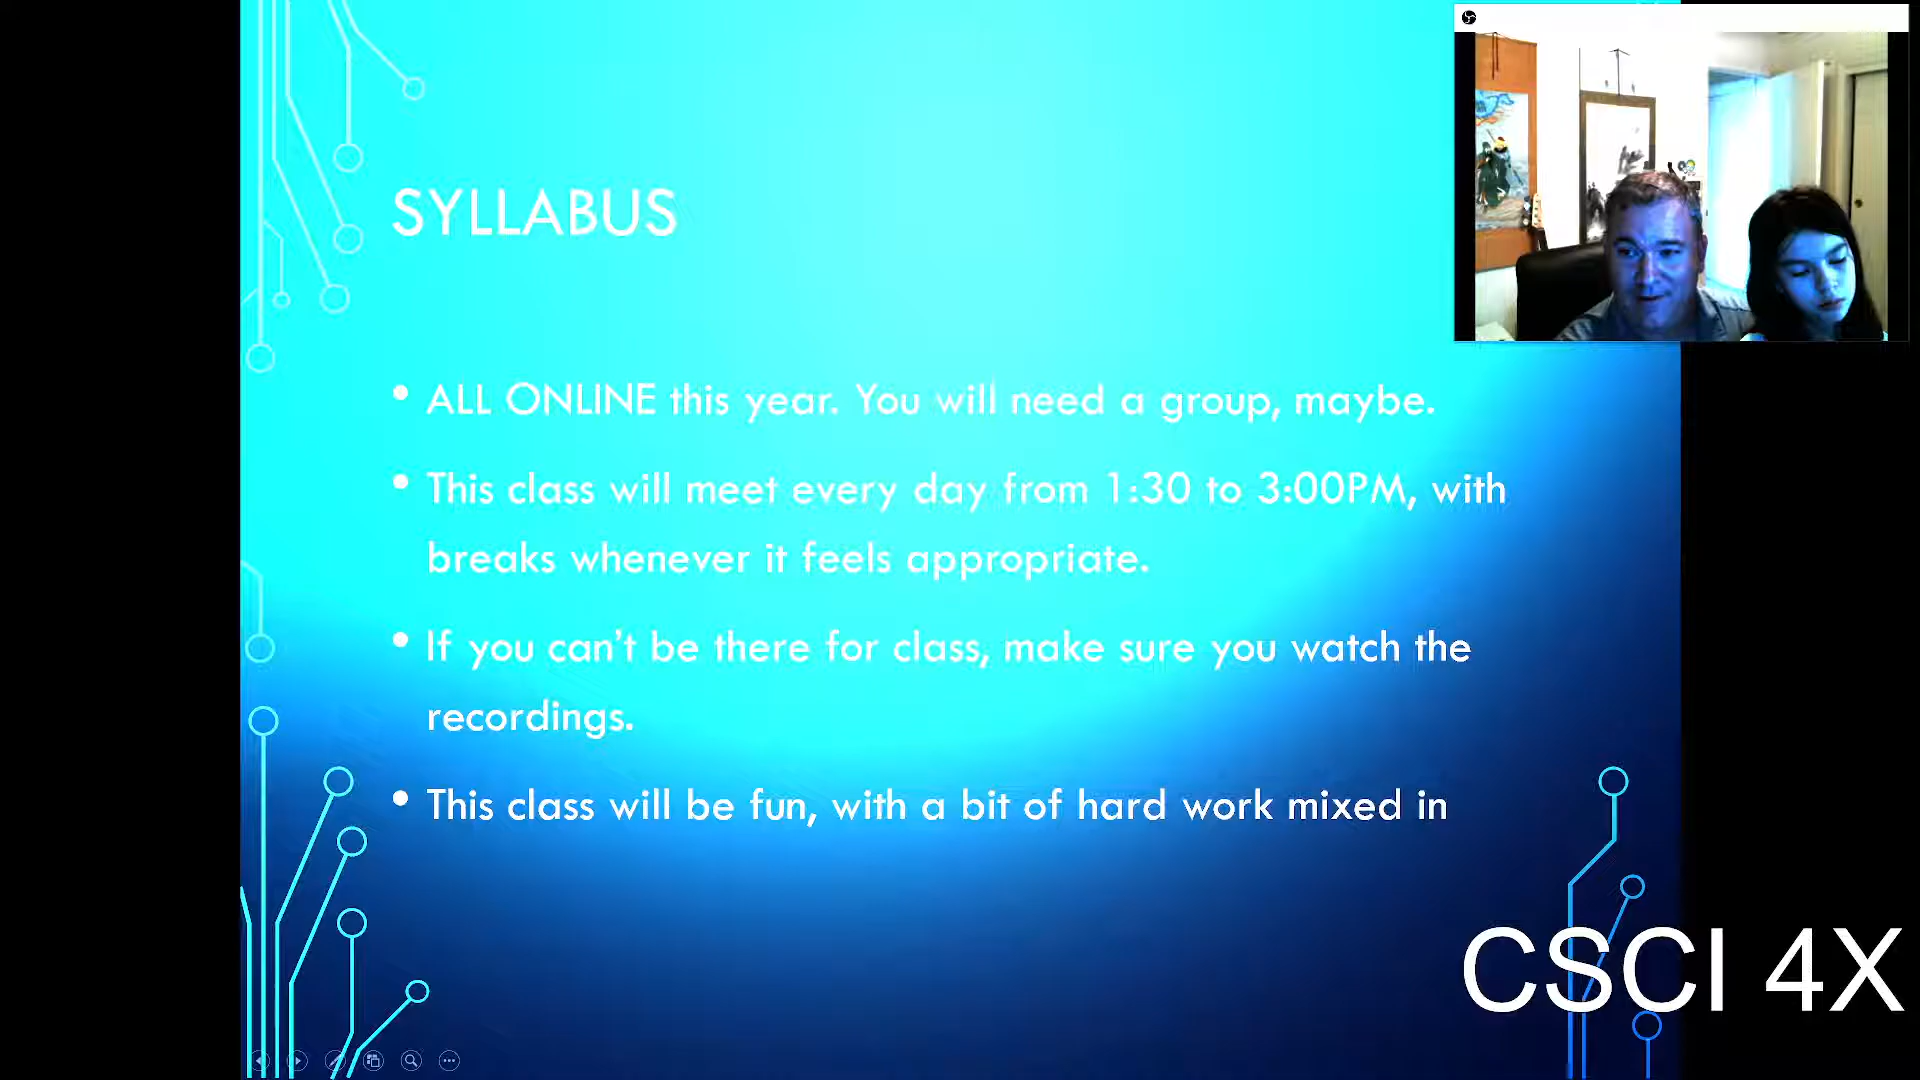 SYLLABUS
• ALL ONLINE this year. You will need a group, maybe.
• This class will meet every day from 1:30 to 3:00PM, with
breaks whenever it feels appropriate.
• If you can't be there for class, make sure you watch the
recordings.
• This class will be fun, with a bit of hard work mixed in
CSCI 4X